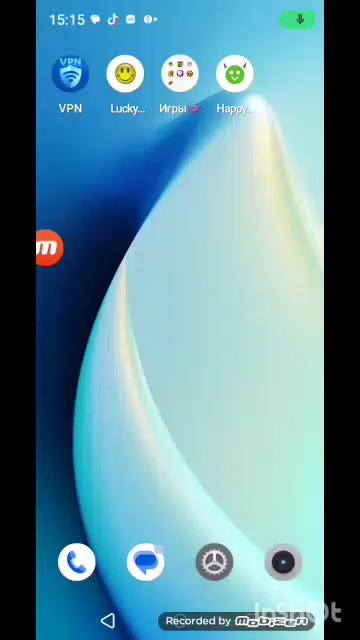 15:15
VPN
VPN
Lucky...
Игры
Happy...
Recorded by mobizen
InShOt